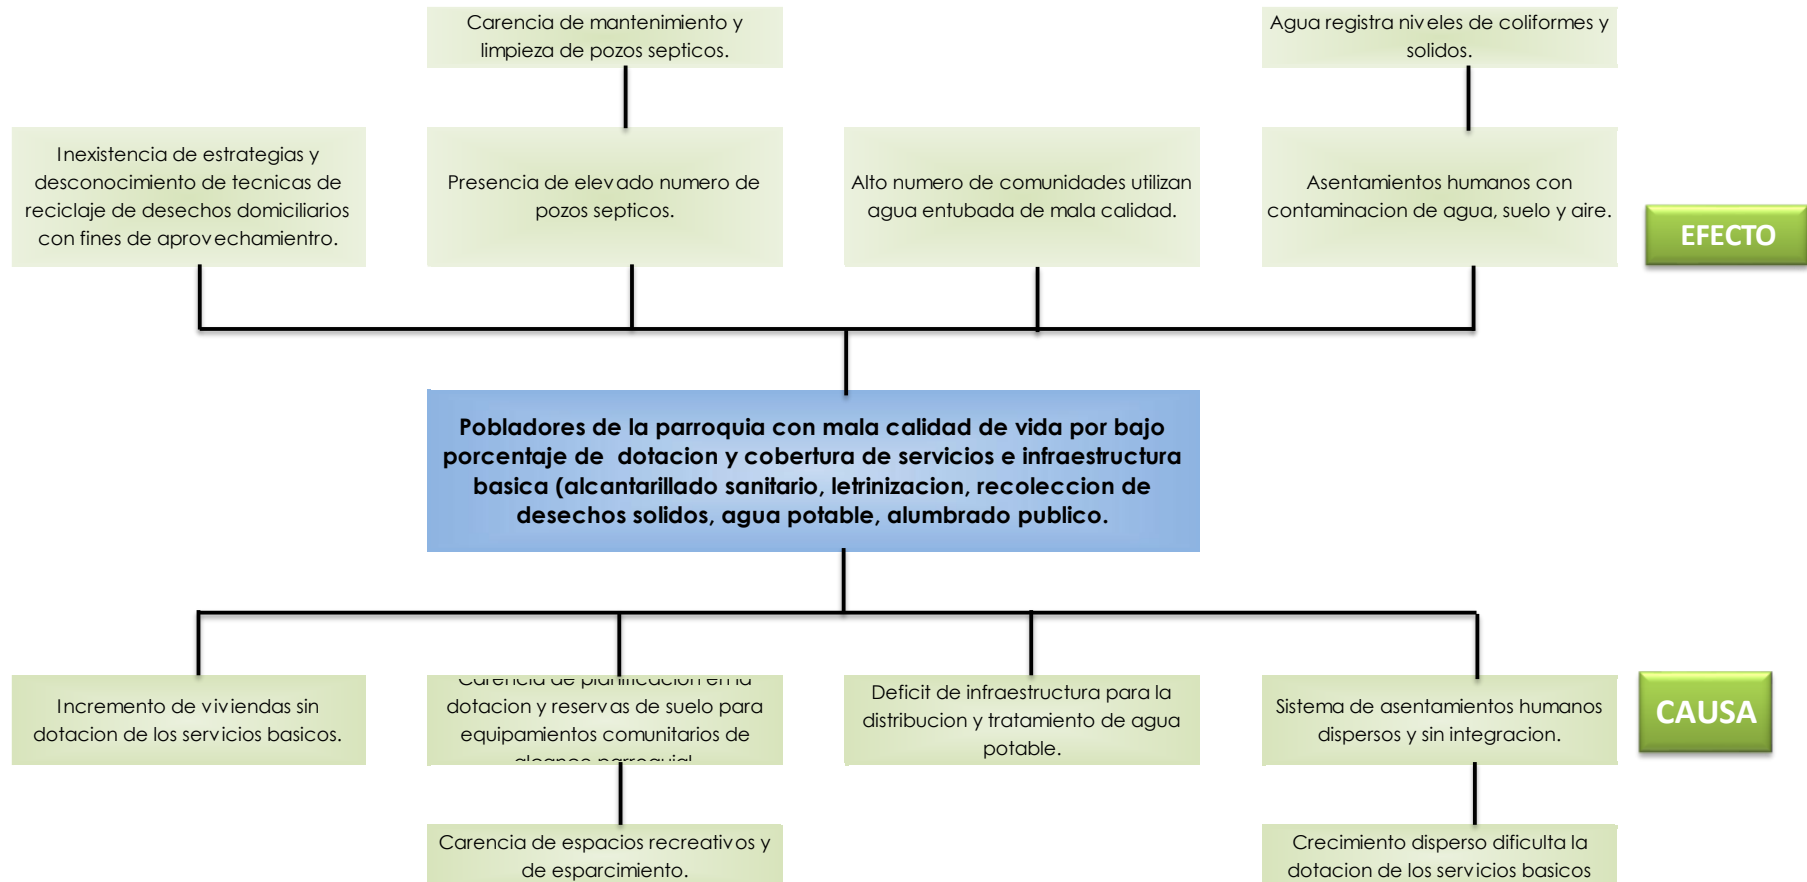 Carencia de mantenimiento y
limpieza de pozos septicos.
Agua registra niveles de coliformes y
solidos.
Inexistencia de estrategias y
desconocimiento de tecnicas de
reciclaje de desechos domiciliarios
con fines de aprovechamientro.
Presencia de elevado numero de
pozos septicos.
Alto numero de comunidades utilizan
agua entubada de mala calidad.
Asentamientos humanos con
contaminacion de agua, suelo y aire.
EFECTO
Pobladores de la parroquia con mala calidad de vida por bajo
porcentaje de dotacion y cobertura de servicios e infraestructura
basica (alcantarillado sanitario, letrinizacion, recoleccion de
desechos solidos, agua potable, alumbrado publico.
Incremento de viviendas sin
dotacion de los servicios basicos.
Carencia de planificacion en la
dotacion y reservas de suelo para
equipamientos comunitarios de
alcance parroquial
Deficit de infraestructura para la
distribucion y tratamiento de agua
potable.
Sistema de asentamientos humanos
dispersos y sin integracion.
CAUSA
Carencia de espacios recreativos y
de esparcimiento.
Crecimiento disperso dificulta la
dotacion de los servicios basicos